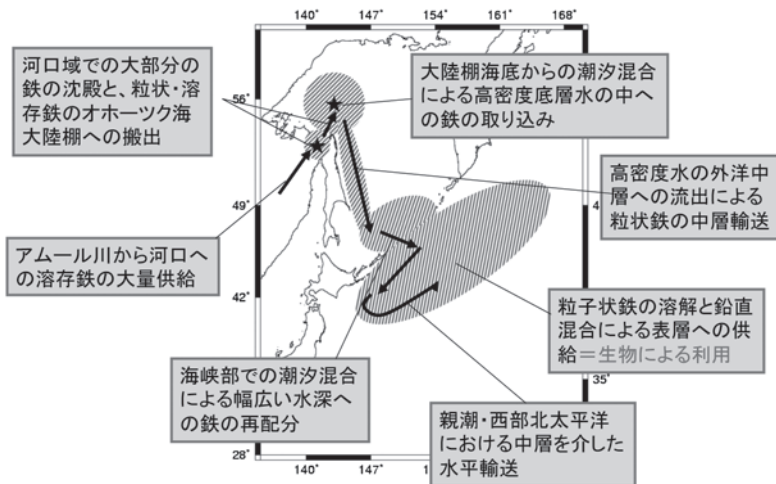 140° 147° 154° 161° 168°
河口域での大部分の
鉄の沈殿と、粒状・溶
存鉄のオホーツク海
大陸棚への搬出
56°
大陸棚海底からの潮汐混合
による高密度底層水の中へ
の鉄の取り込み
高密度水の外洋中
層への流出による
粒状鉄の中層輸送
49°
4
アムール川から河口へ
の溶存鉄の大量供給
42°
粒子状鉄の溶解と鉛直
混合による表層への供
給＝生物による利用
海峡部での潮汐混合
による幅広い水深へ
の鉄の再配分
35°
親潮・西部北太平洋
における中層を介した
水平輸送
28°
140° 147°